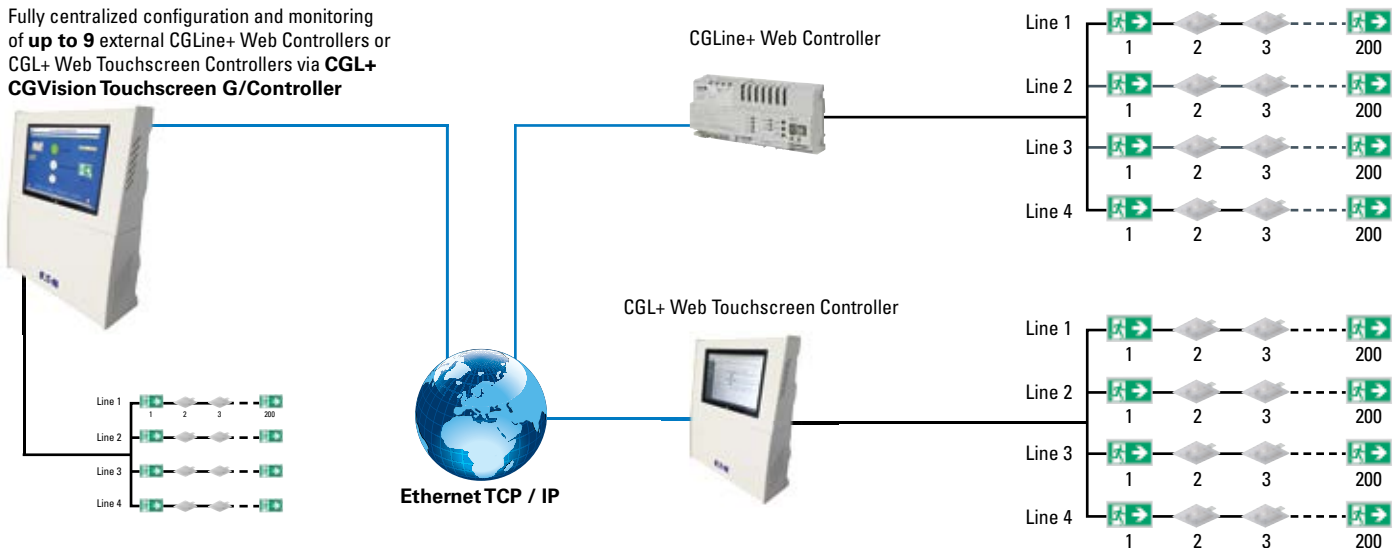 Fully centralized configuration and monitoring
of up to 9 external CGLine+ Web Controllers or
CGL+ Web Touchscreen Controllers via CGL+
CGVision Touchscreen G/Controller
CGLine+ Web Controller
Line 1
1 2 3 200
Line 2
1 2 3 200
Line 3
1 2 3 200
Line 4
1 2 3 200
EATON
CGL+ Web Touchscreen Controller
Line 1
1 2 3 200
Line 2
1 2 3 200
Line 3
1 2 3 200
Line 4
1 2 3 200
EATON
Line 1
1 2 3 200
Line 2
Line 3
Line 4
Ethernet TCP / IP